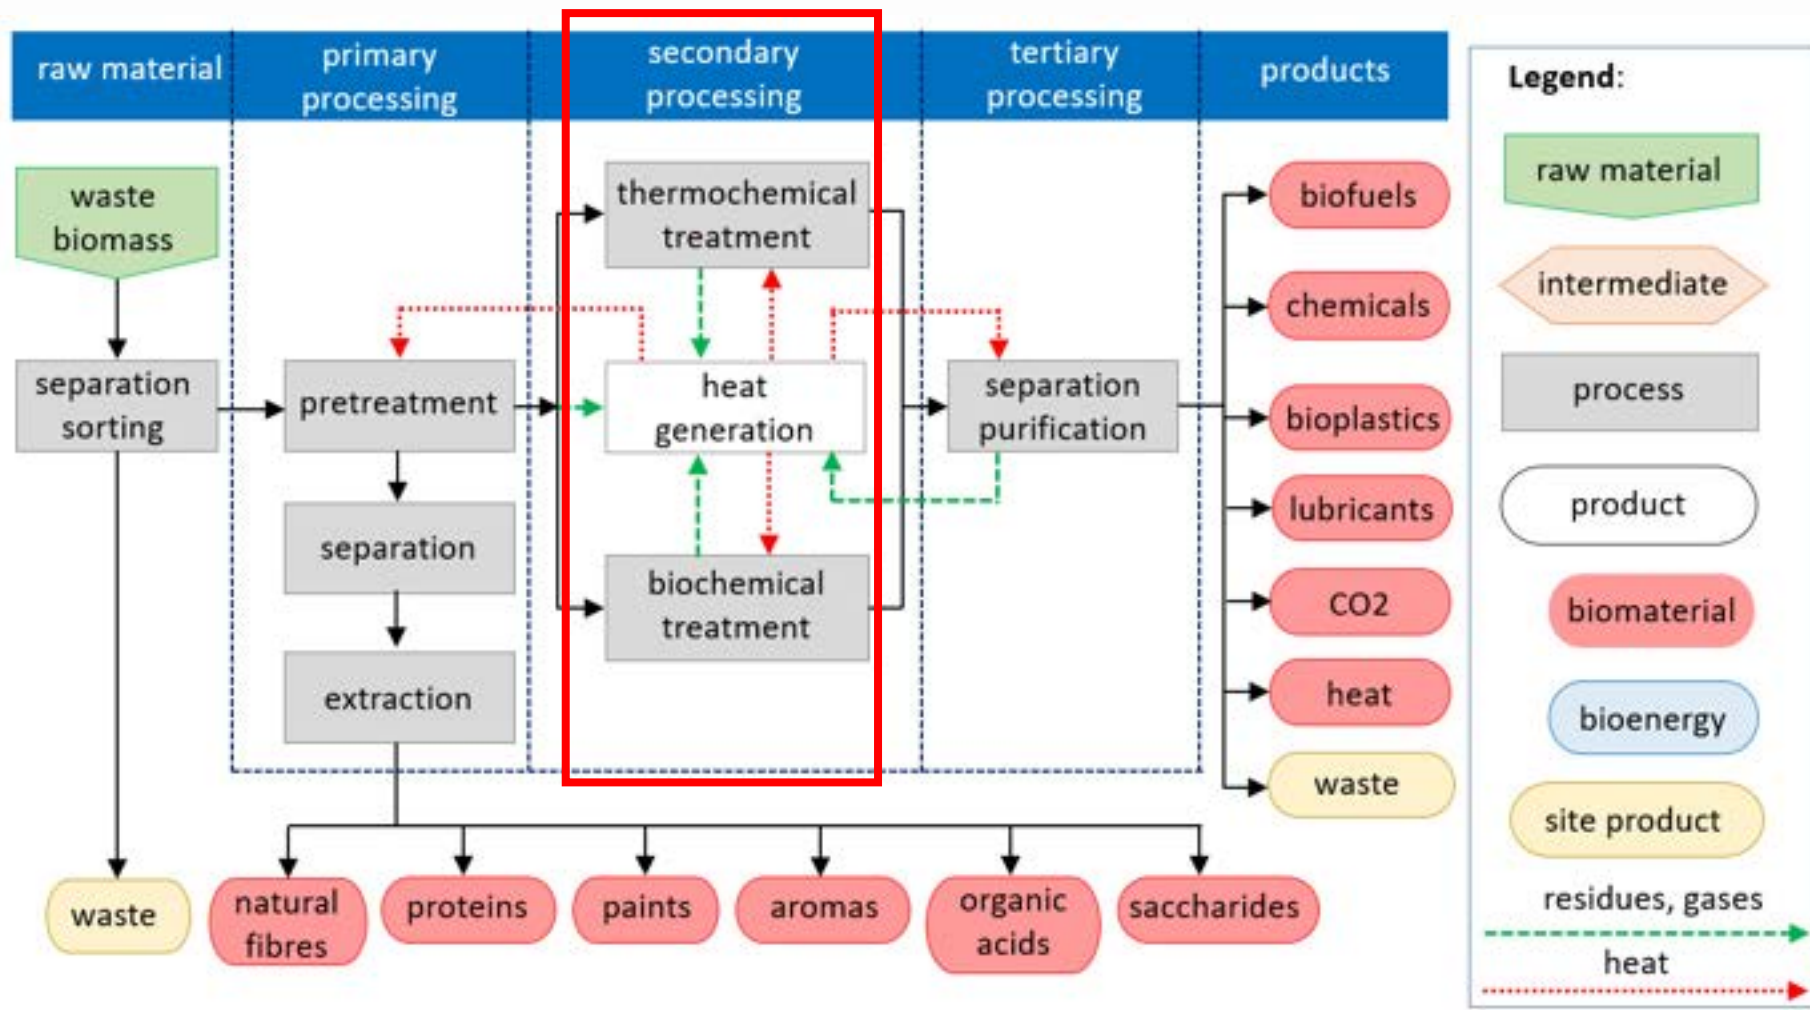 raw material
primary
processing
secondary
processing
tertiary
processing
products
waste
biomass
separation
sorting
waste
pretreatment
separation
extraction
natural
fibres
proteins
paints
aromas
organic
acids
saccharides
thermochemical
treatment
heat
generation
biochemical
treatment
separation
purification
biofuels
chemicals
bioplastics
lubricants
CO2
heat
waste
Legend:
raw material
intermediate
process
product
biomaterial
bioenergy
site product
residues, gases
heat